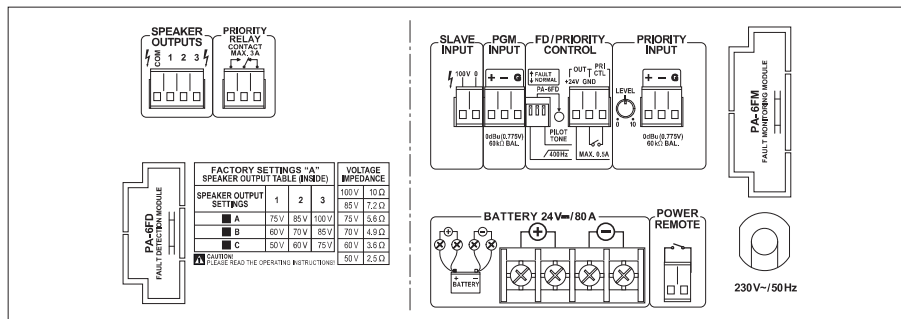 SPEAKER OUTPUTS
COM 1 2 3
PRIORITY RELAY
CONTACT
MAX. 3A
PA-6FD
FAULT DETECTION MODULE
FACTORY SETTINGS "A"
SPEAKER OUTPUT TABLE (INSIDE)
SPEAKER OUTPUT SETTINGS 1 2 3
A 75V 85V 100V
B 60V 70V 85V
C 50V 60V 75V
CAUTION!
PLEASE READ THE OPERATING INSTRUCTIONS!
VOLTAGE IMPEDANCE
100V 10Ω
85V 7,2Ω
75V 5,6Ω
70V 4,9Ω
60V 3,6Ω
50V 2,5Ω
SLAVE INPUT
100V 0
PGM INPUT
+ − G
0dBu (0,775V)
60kΩ BAL.
FD/PRIORITY CONTROL
FAULT
NORMAL
PA-6FD
PILOT TONE
/400Hz
OUT PRI CTL
+24V GND
MAX. 0.5A
PRIORITY INPUT
LEVEL
0 10
+ − G
0dBu (0,775V)
60kΩ BAL.
PA-6FM
FAULT MONITORING MODULE
BATTERY 24V⎓/80A
+ −
+ −
BATTERY
+ −
POWER REMOTE
230V~/50Hz